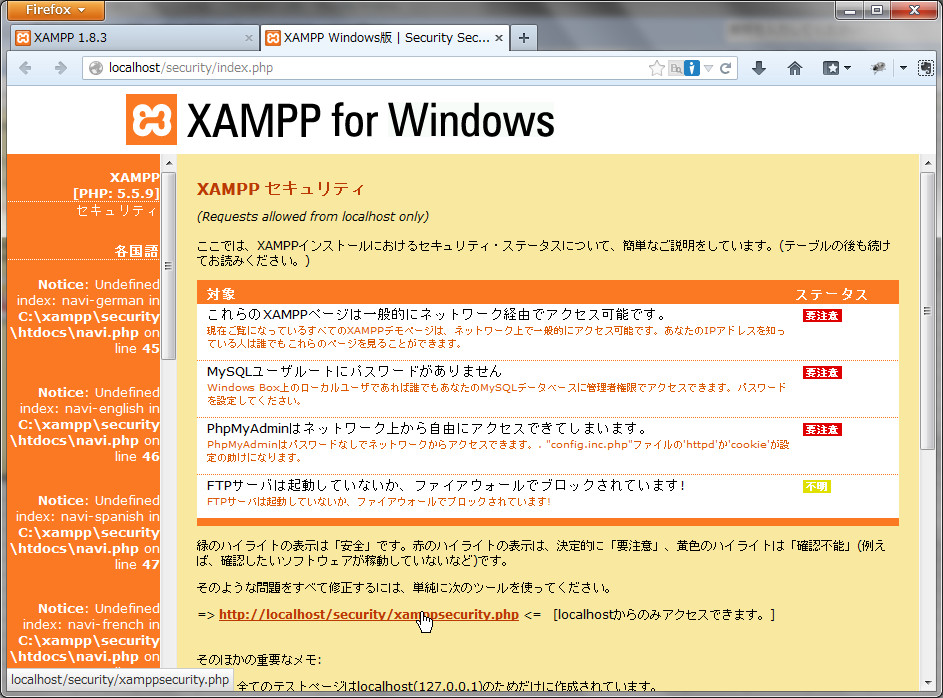 Firefox
XAMPP 1.8.3
XAMPP Windows版 | Security Sec...
localhost/security/index.php
XAMPP for Windows
XAMPP
[PHP: 5.5.9]
セキュリティ
各国語
Notice: Undefined
index: navi-german in
C:\xampp\security
\htdocs\navi.php on
line 45
Notice: Undefined
index: navi-english in
C:\xampp\security
\htdocs\navi.php on
line 46
Notice: Undefined
index: navi-spanish in
C:\xampp\security
\htdocs\navi.php on
line 47
Notice: Undefined
index: navi-french in
C:\xampp\security
\htdocs\navi.php on
XAMPP セキュリティ
(Requests allowed from localhost only)
ここでは、XAMPPインストールにおけるセキュリティ・ステータスについて、簡単なご説明をしています。(テーブルの後も続け
てお読みください。)
対象 ステータス
これらのXAMPPページは一般的にネットワーク経由でアクセス可能です。 要注意
現在ご覧になっているすべてのXAMPPデモページは、ネットワーク上で一般的にアクセス可能です。あなたのIPアドレスを知っ
ている人は誰でもこれらのページを見ることができます。
MySQLユーザルートにパスワードがありません 要注意
Windows Box上のローカルユーザであれば誰でもあなたのMySQLデータベースに管理者権限でアクセスできます。パスワード
を設定してください。
PhpMyAdminはネットワーク上から自由にアクセスできてしまいます。 要注意
PhpMyAdminはパスワードなしでネットワークからアクセスできます。. "config.inc.php"ファイルの'httpd'か'cookie'が設
定の助けになります。
FTPサーバは起動していないか、ファイアウォールでブロックされています! 不明
FTPサーバは起動していないか、ファイアウォールでブロックされています!
緑のハイライトの表示は「安全」です。赤のハイライトの表示は、決定的に「要注意」、黄色のハイライトは「確認不能」(例え
ば、確認したいソフトウェアが稼動していないなど)です。
そのような問題をすべて修正するには、単純に次のツールを使ってください。
=> http://localhost/security/xamppsecurity.php <= [localhostからのみアクセスできます。]
そのほかの重要なメモ:
全てのテストページはlocalhost(127.0.0.1)のためだけに作成されています。
localhost/security/xamppsecurity.php